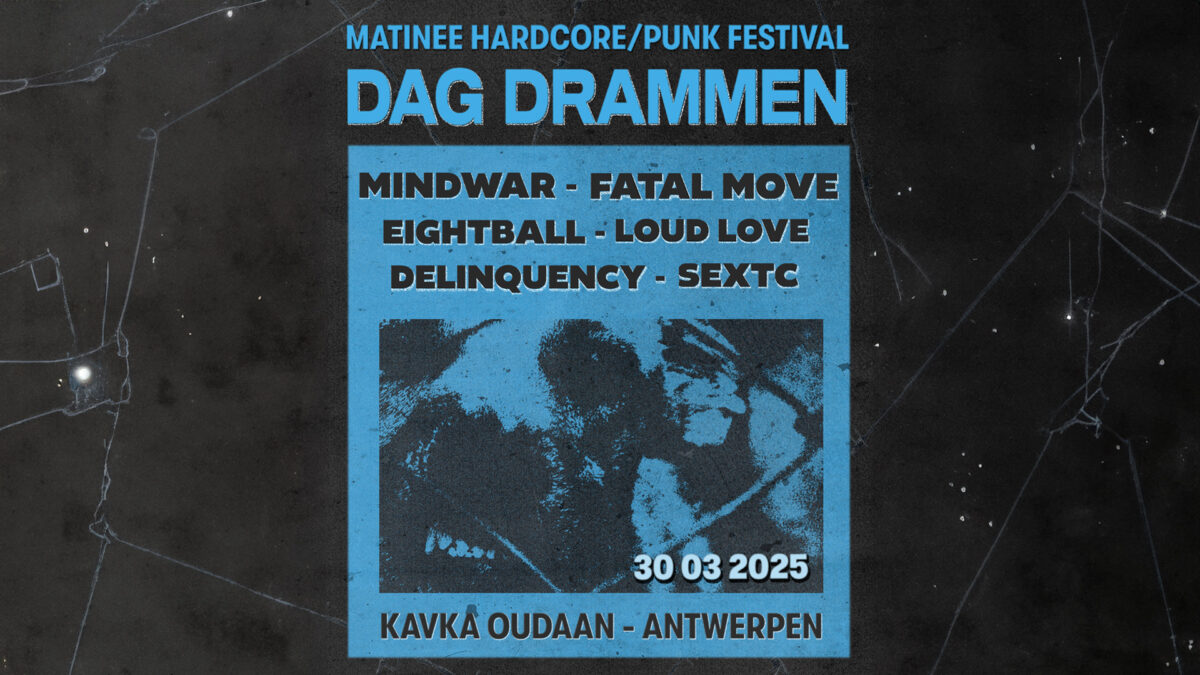 MATINEE HARDCORE/PUNK FESTIVAL
DAG DRAMMEN
MINDWAR - FATAL MOVE
EIGHTBALL - LOUD LOVE
DELINQUENCY - SEXTC
30 03 2025
KAVKA OUDAAN - ANTWERPEN